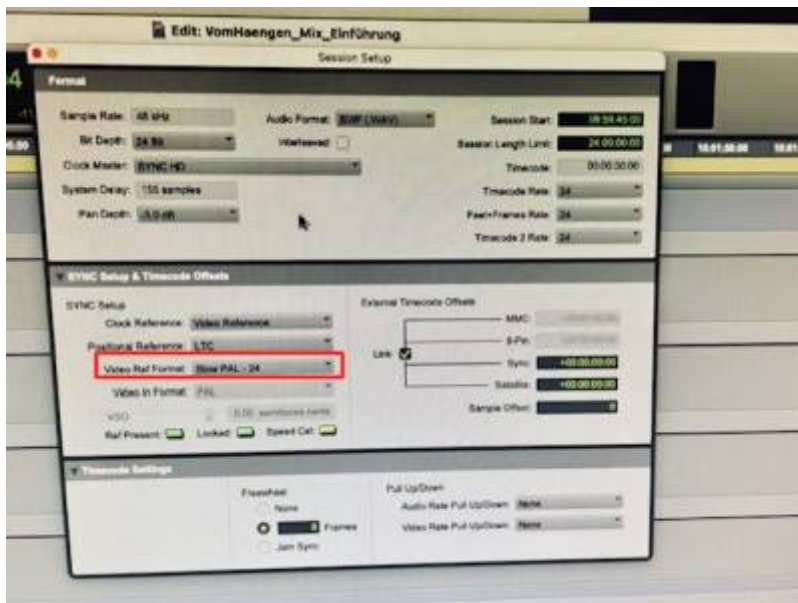 Edit: VomHaengen_Mix_Einführung
Session Setup
4
Format
Sample Rate: 48 kHz
Audio Format: BWF (.WAV)
Session Start: 09:59:45:00
Bit Depth: 24 Bit
Interleaved:
Session Length Limit: 24:00:00:00
Clock Master: SYNC HD
Timecode: 00:00:30:00
System Delay: 155 samples
Timecode Rate: 24
Pan Depth: -3.0 dB
Feet+Frames Rate: 24
Timecode 2 Rate: 24
SYNC Setup & Timecode Offsets
SYNC Setup
External Timecode Offsets
Clock Reference: Video Reference
MMC:
Positional Reference: LTC
9-Pin:
Link:
Video Ref Format: Slow PAL - 24
Sync: +00:00:00:00
Video In Format: PAL
Satellite: +00:00:00:00
VSO: 0.00 semitones cents
Sample Offset: 0
Ref Present: Locked: Speed Cal:
Timecode Settings
Freewheel
Pull Up/Down
None
Audio Rate Pull Up/Down: None
Frames
Video Rate Pull Up/Down: None
Jam Sync